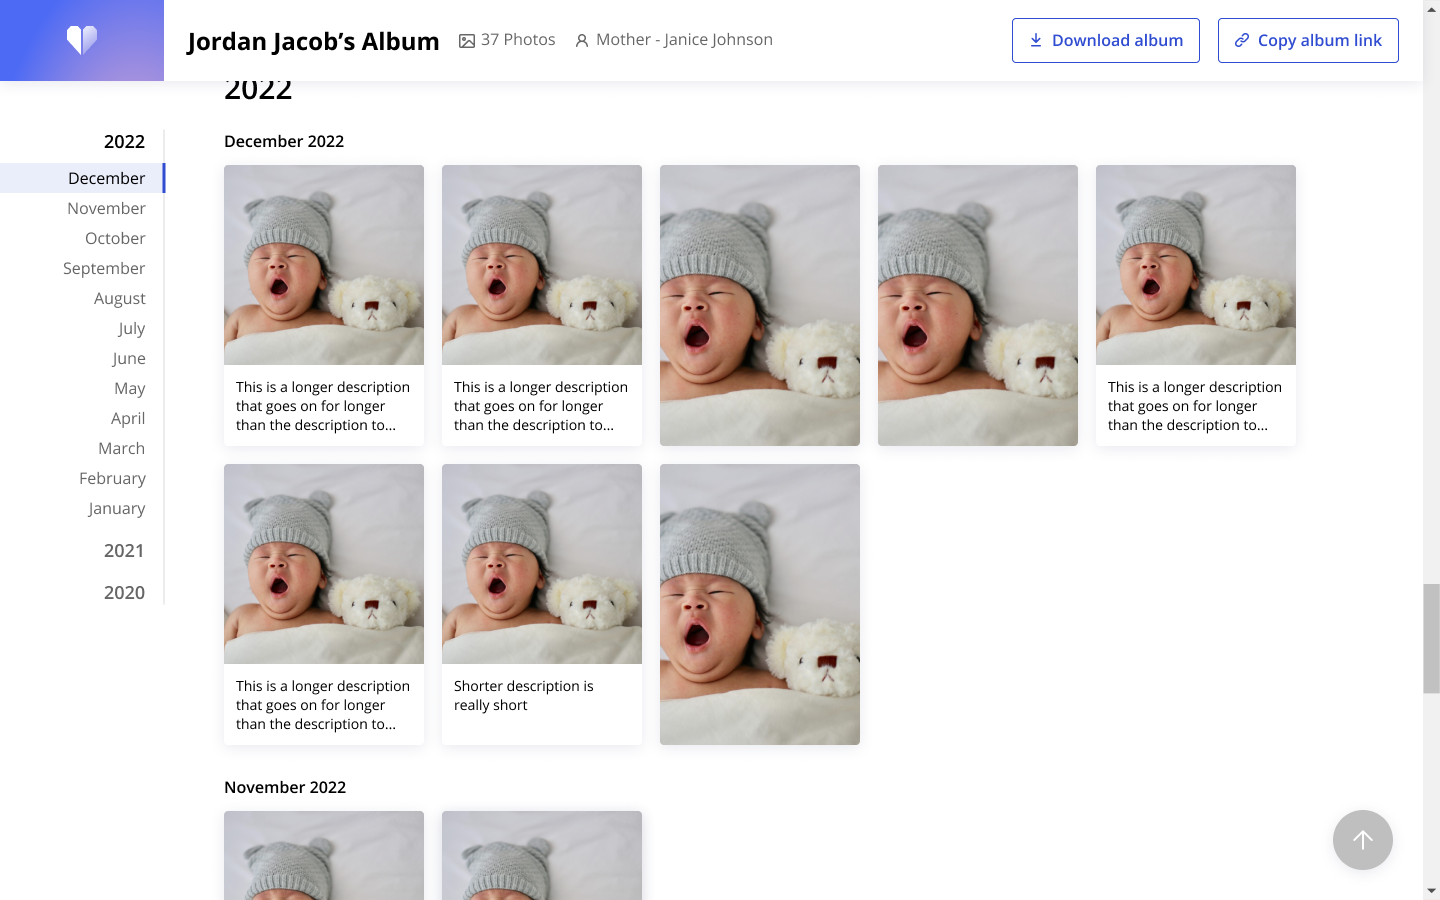 Jordan Jacob’s Album
37 Photos
Mother - Janice Johnson
Download album
Copy album link
2022
December
November
October
September
August
July
June
May
April
March
February
January
2021
2020
2022
December 2022
This is a longer description
that goes on for longer
than the description to...
This is a longer description
that goes on for longer
than the description to...
This is a longer description
that goes on for longer
than the description to...
This is a longer description
that goes on for longer
than the description to...
Shorter description is
really short
November 2022